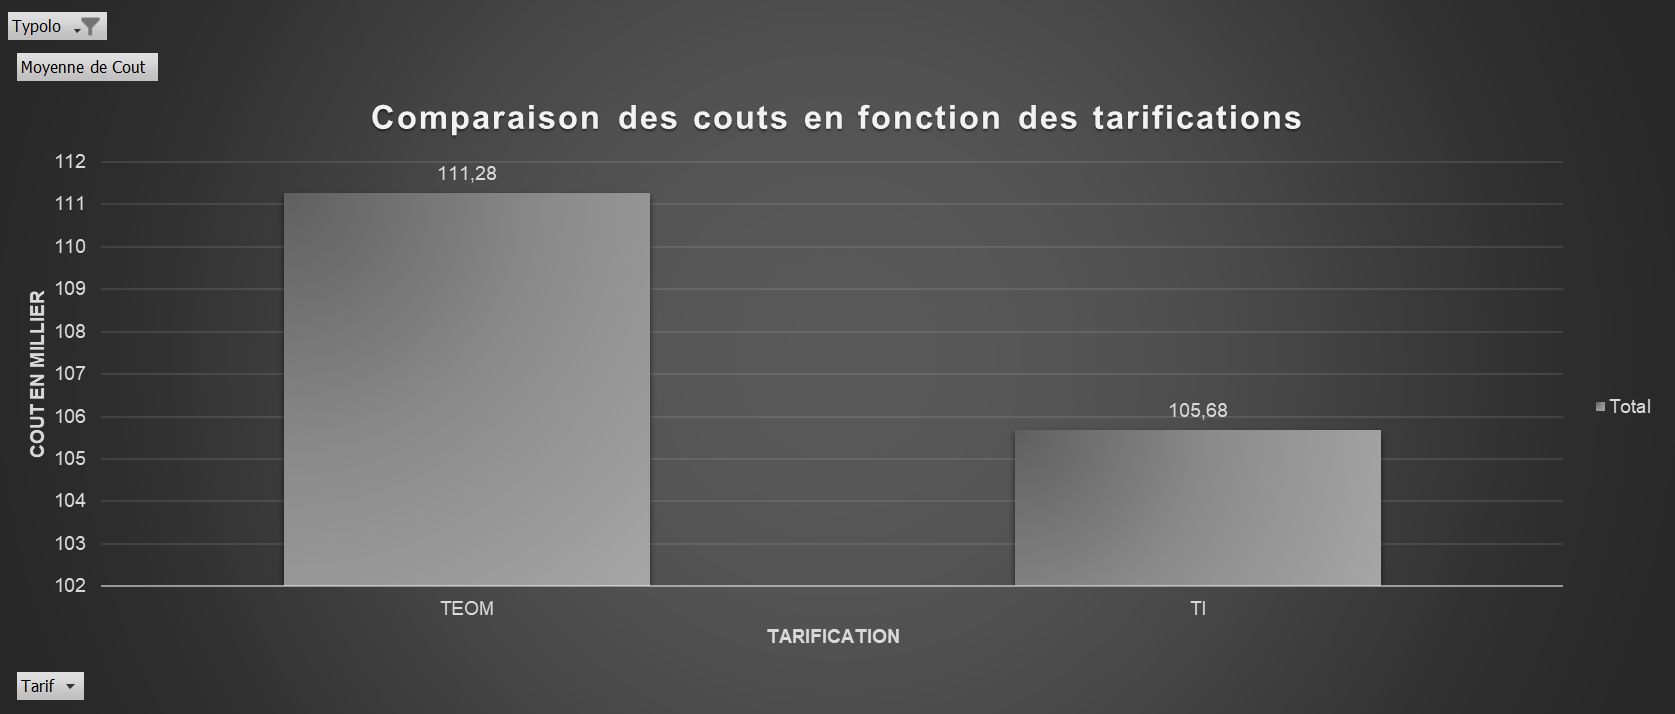 Typolo
Moyenne de Cout
Comparaison des couts en fonction des tarifications
112
111
110
109
108
107
106
105
104
103
102
COUT EN MILLIER
111,28
105,68
Total
TEOM
TI
TARIFICATION
Tarif